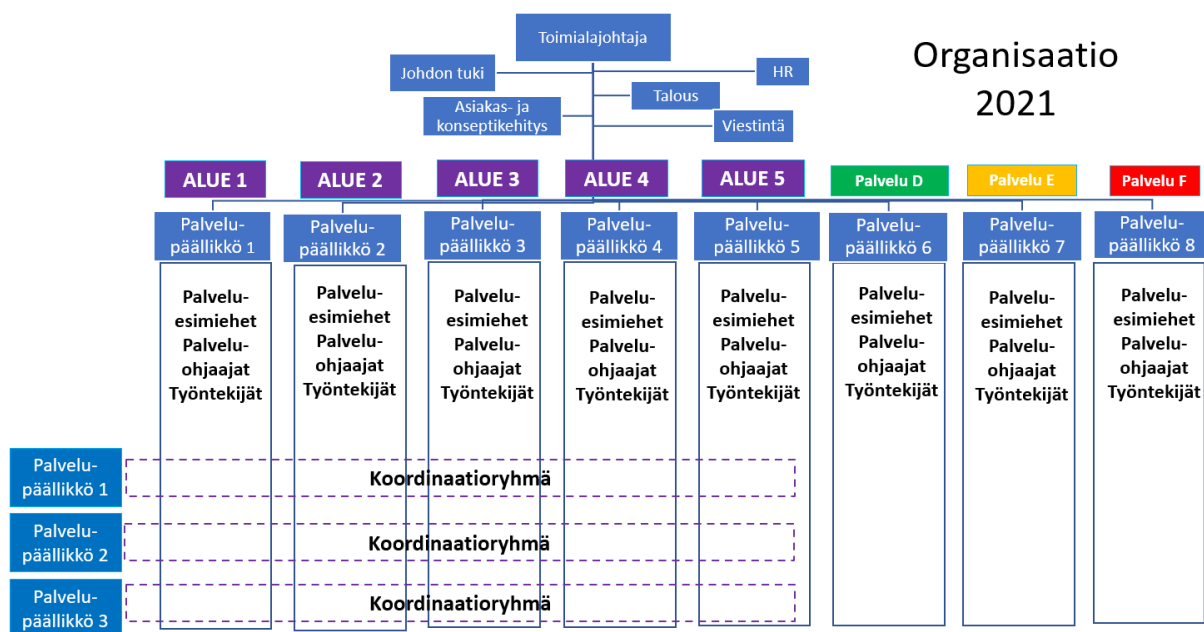 Toimialajohtaja
Organisaatio
2021
Johdon tuki
HR
Talous
Asiakas- ja
konseptikehitys
Viestintä
ALUE 1
ALUE 2
ALUE 3
ALUE 4
ALUE 5
Palvelu D
Palvelu E
Palvelu F
Palvelu-
päällikkö 1
Palvelu-
päällikkö 2
Palvelu-
päällikkö 3
Palvelu-
päällikkö 4
Palvelu-
päällikkö 5
Palvelu-
päällikkö 6
Palvelu-
päällikkö 7
Palvelu-
päällikkö 8
Palvelu-
esimiehet
Palvelu-
ohjaajat
Työntekijät
Palvelu-
esimiehet
Palvelu-
ohjaajat
Työntekijät
Palvelu-
esimiehet
Palvelu-
ohjaajat
Työntekijät
Palvelu-
esimiehet
Palvelu-
ohjaajat
Työntekijät
Palvelu-
esimiehet
Palvelu-
ohjaajat
Työntekijät
Palvelu-
esimiehet
Palvelu-
ohjaajat
Työntekijät
Palvelu-
esimiehet
Palvelu-
ohjaajat
Työntekijät
Palvelu-
esimiehet
Palvelu-
ohjaajat
Työntekijät
Palvelu-
päällikkö 1
Koordinaatioryhmä
Palvelu-
päällikkö 2
Koordinaatioryhmä
Palvelu-
päällikkö 3
Koordinaatioryhmä